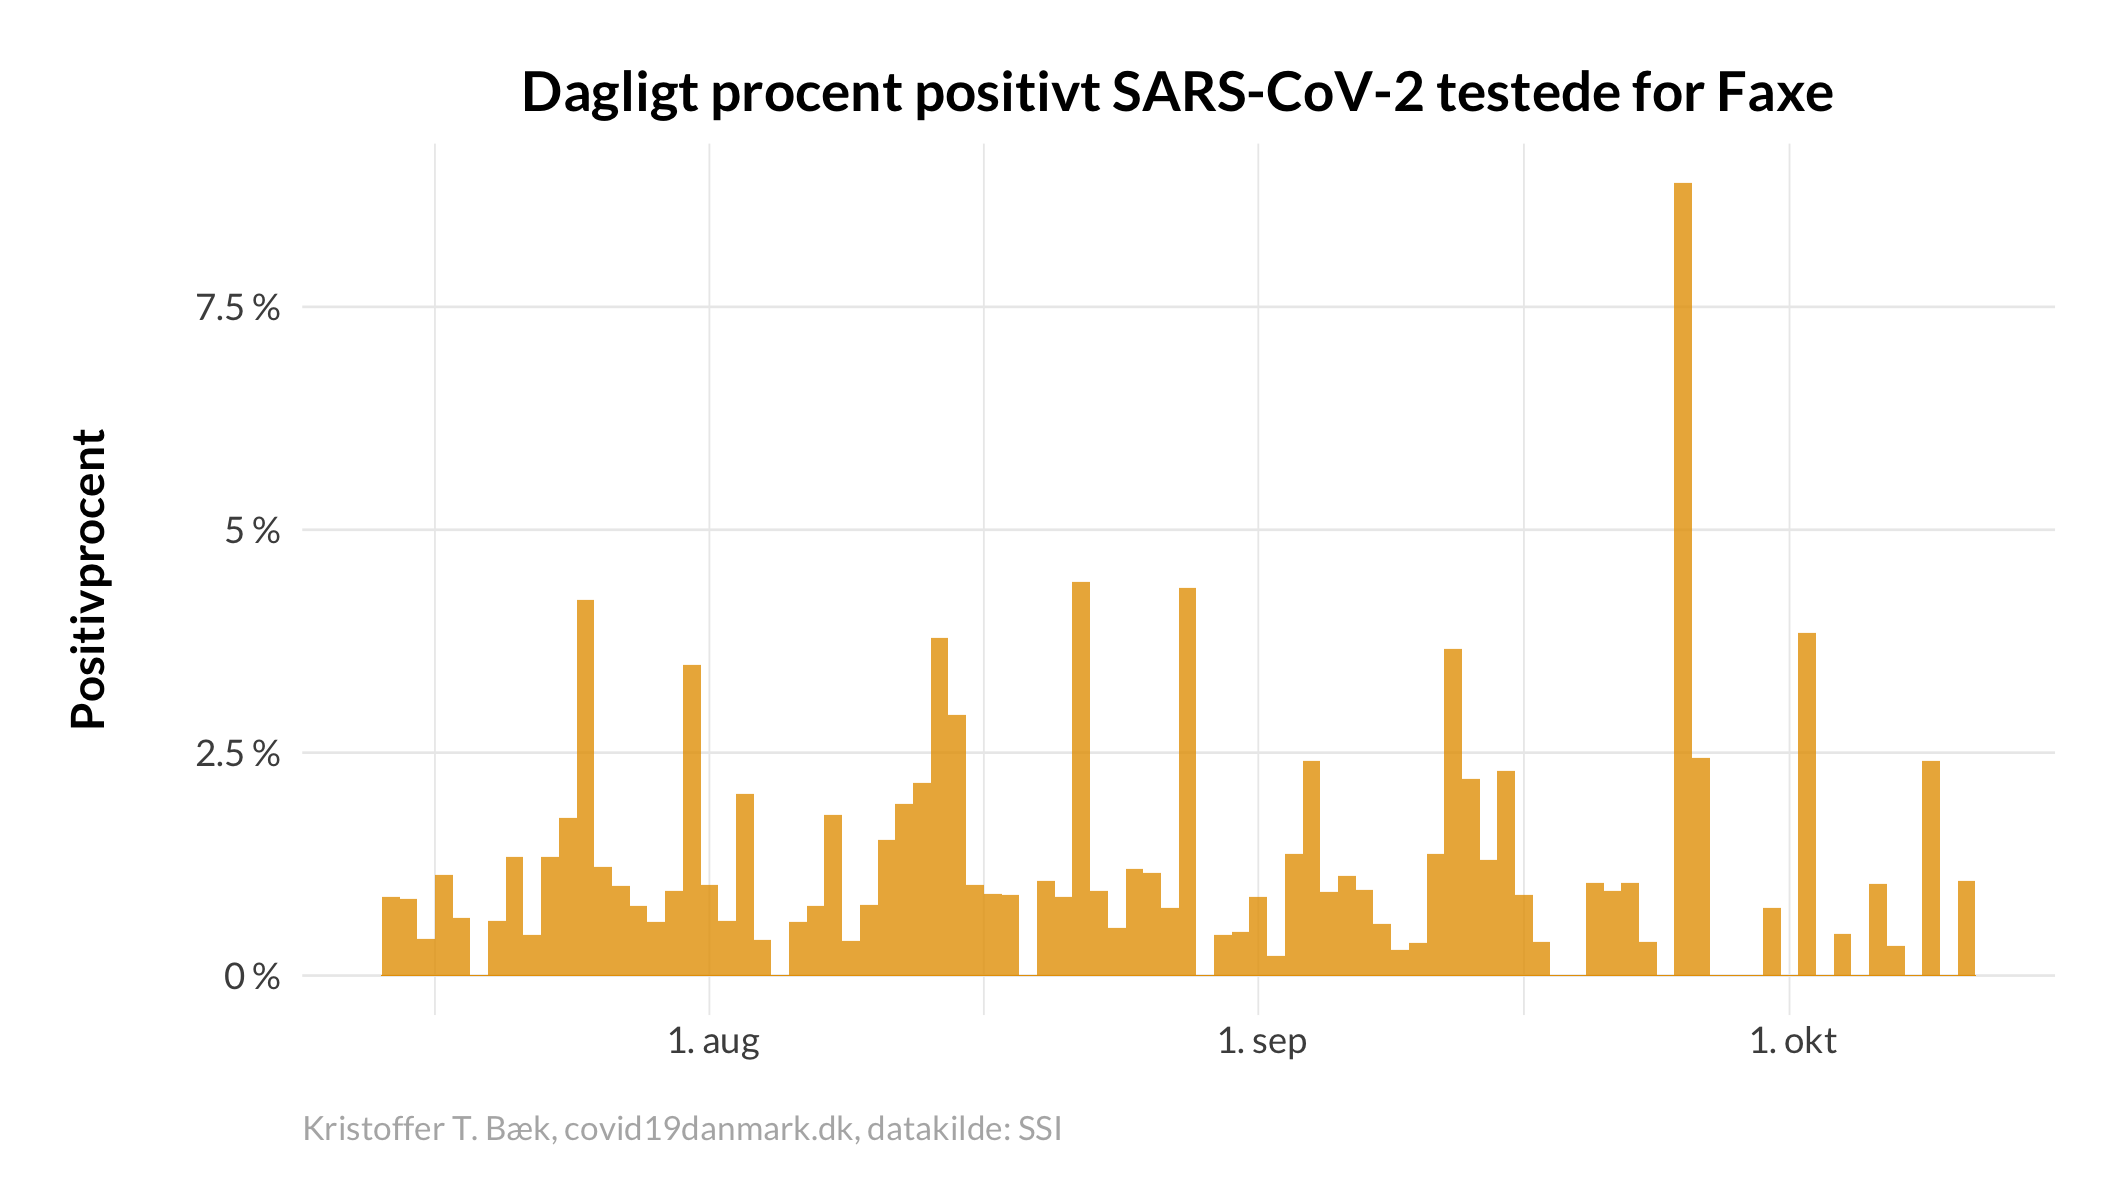 Dagligt procent positivt SARS-CoV-2 testede for Faxe
Positivprocent
7.5 %
5 %
2.5 %
0 %
1. aug
1. sep
1. okt
Kristoffer T. Bæk, covid19danmark.dk, datakilde: SSI